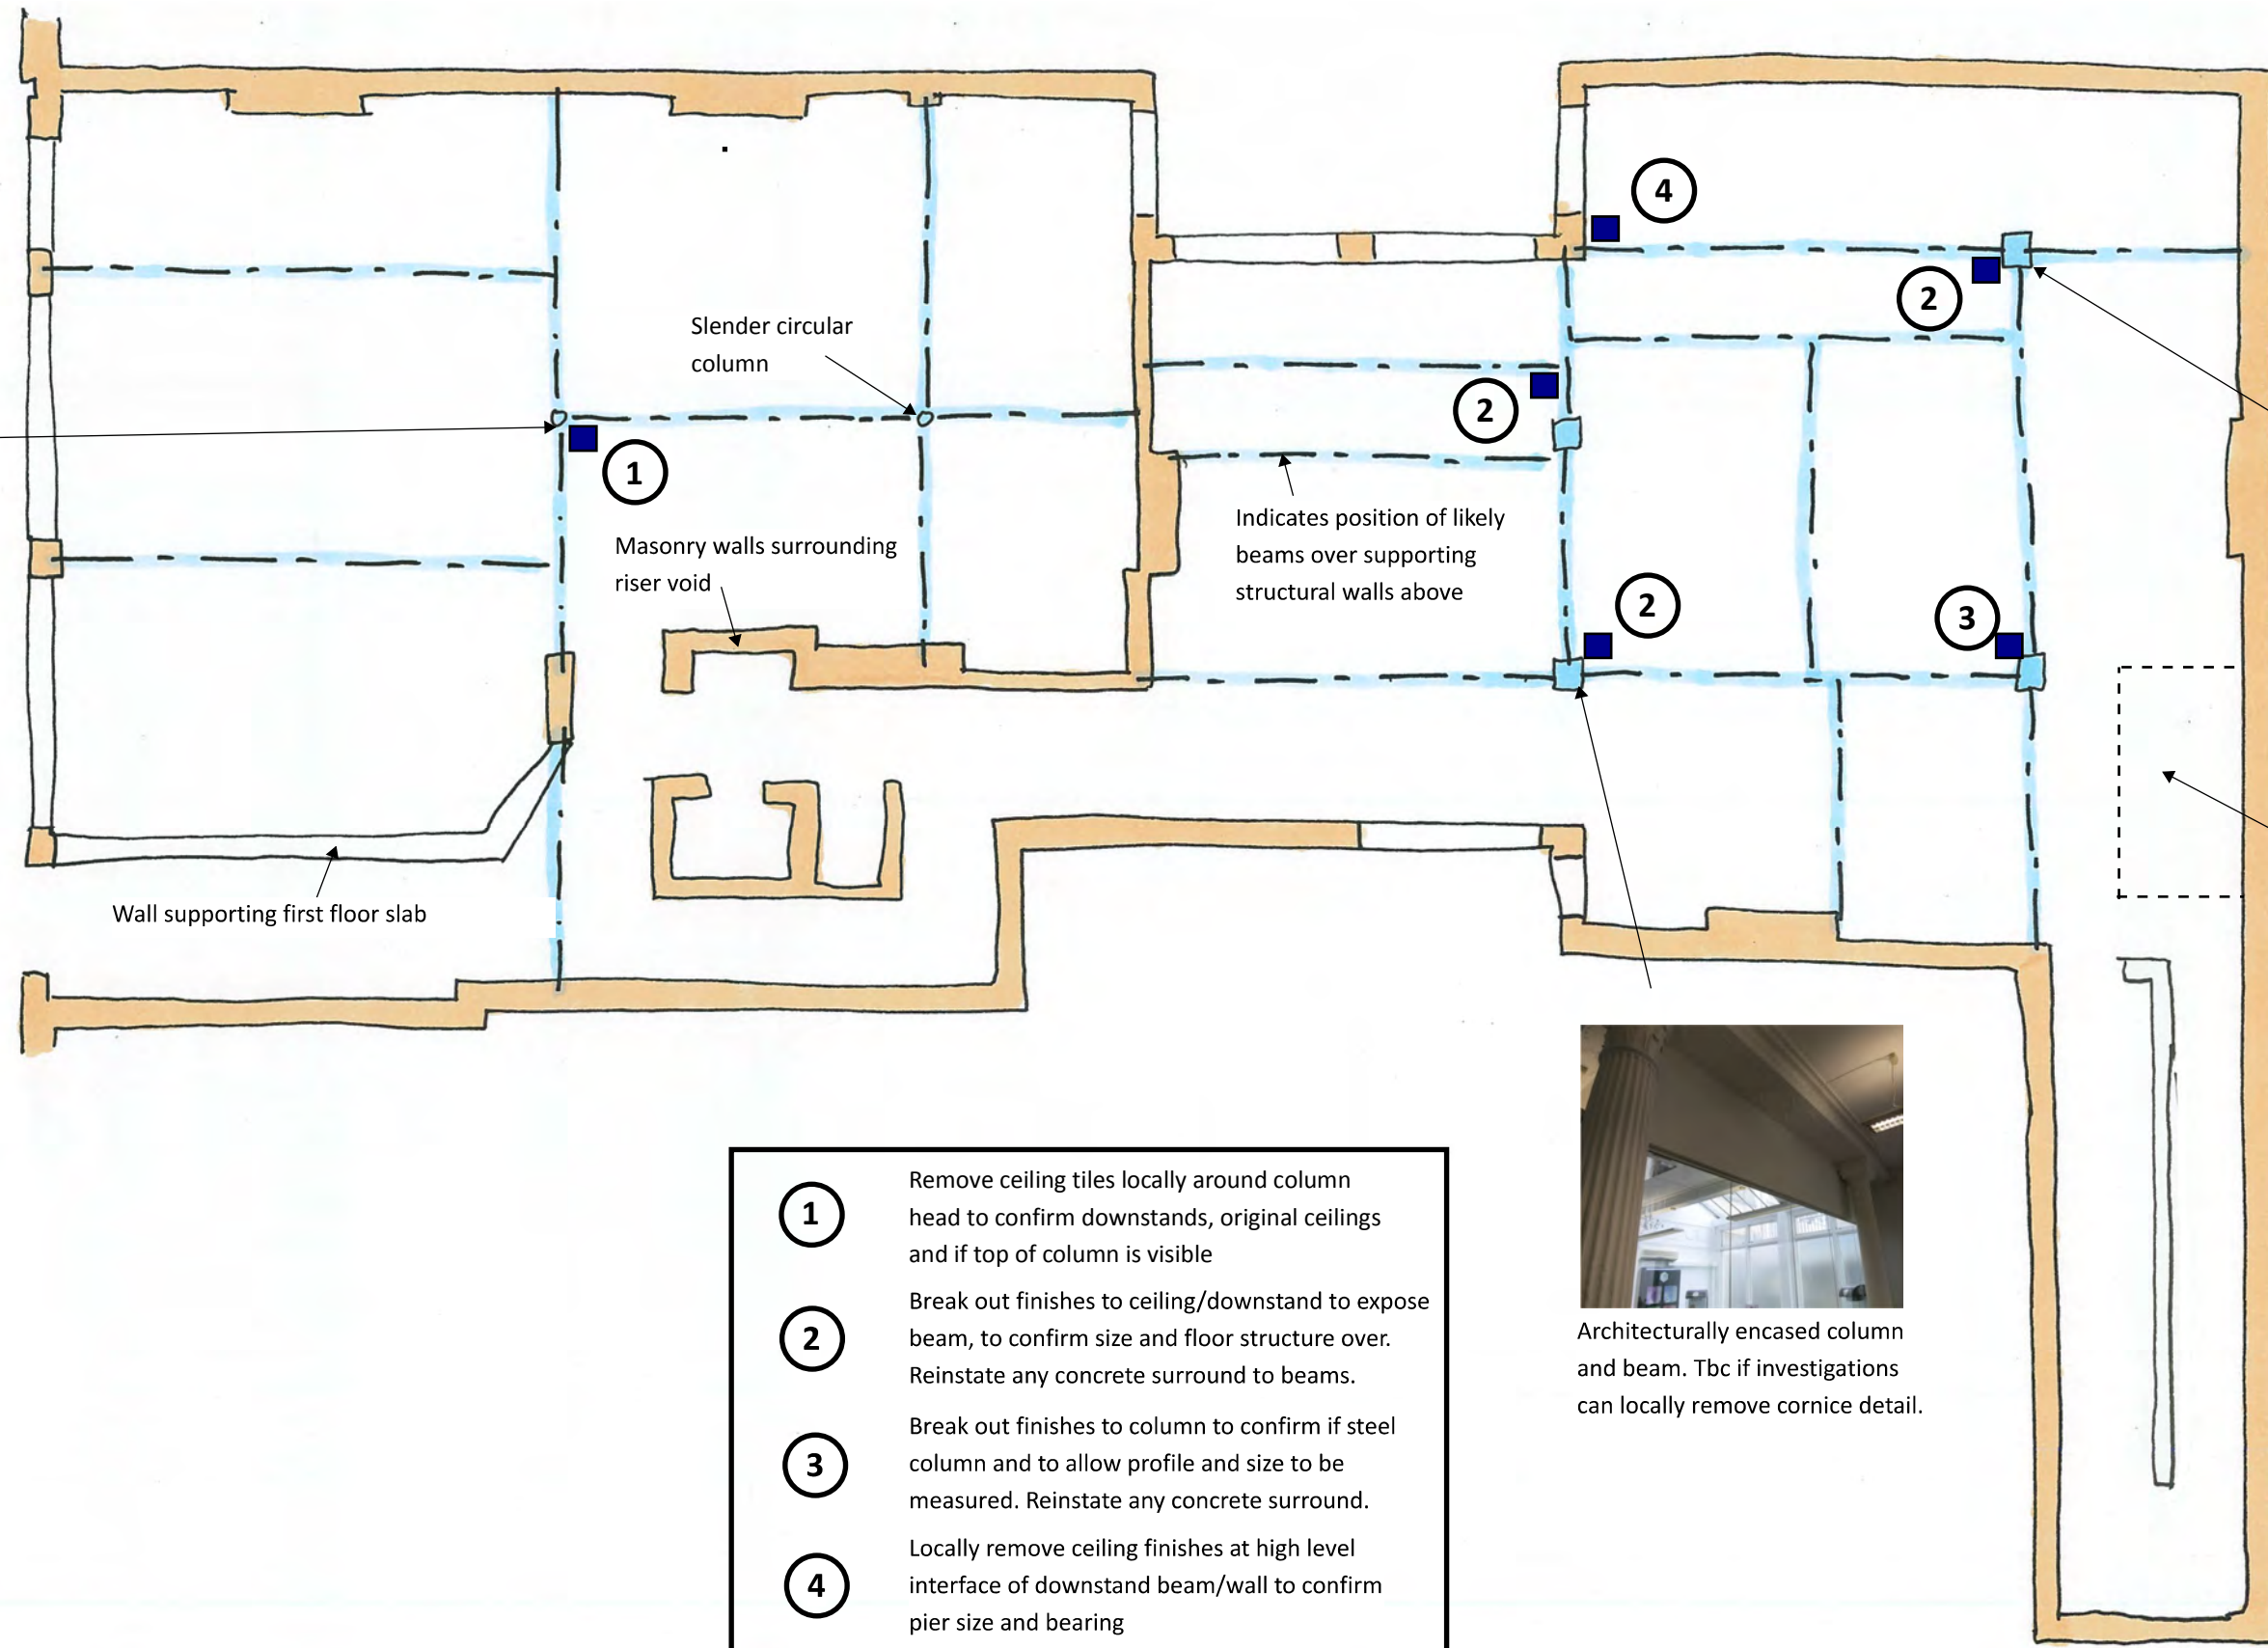 4
2
Slender circular
column
2
1
Indicates position of likely
beams over supporting
structural walls above
Masonry walls surrounding
riser void
2
3
Wall supporting first floor slab
1
Remove ceiling tiles locally around column
head to confirm downstands, original ceilings
and if top of column is visible
2
Break out finishes to ceiling/downstand to expose
beam, to confirm size and floor structure over.
Reinstate any concrete surround to beams.
3
Break out finishes to column to confirm if steel
column and to allow profile and size to be
measured. Reinstate any concrete surround.
4
Locally remove ceiling finishes at high level
interface of downstand beam/wall to confirm
pier size and bearing
Architecturally encased column
and beam. Tbc if investigations
can locally remove cornice detail.